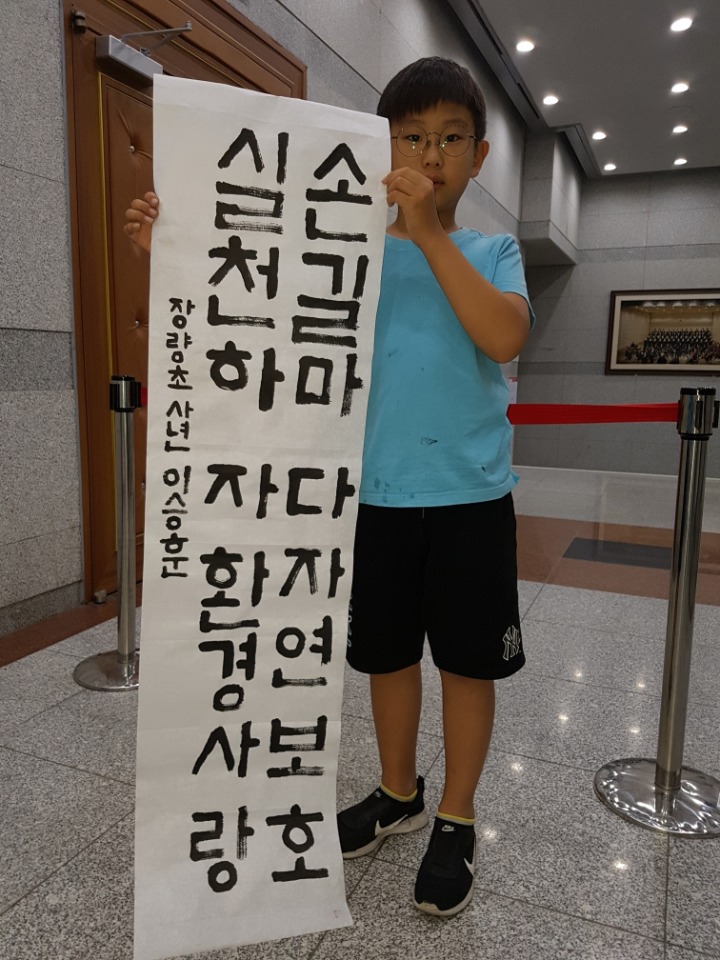 손길마다자연보호
실천하자환경사랑
장량초 사년 이승훈
NY